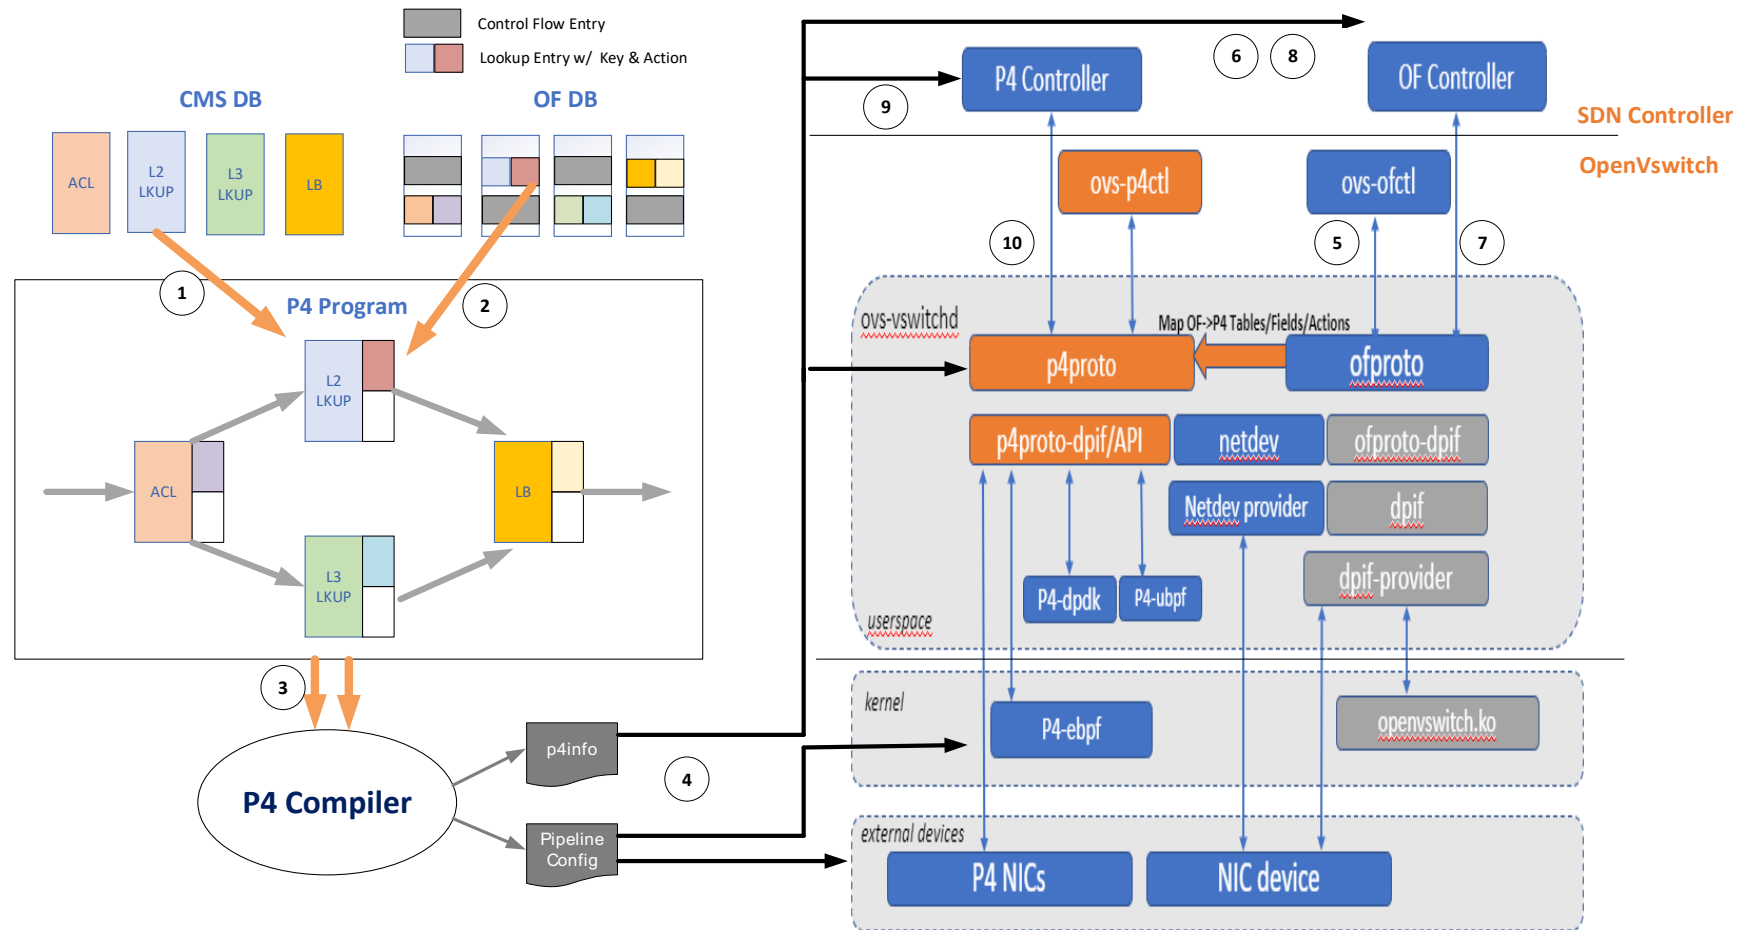 Control Flow Entry
Lookup Entry w/ Key & Action
CMS DB
OF DB
ACL
L2
LKUP
L3
LKUP
LB
1
2
P4 Program
L2
LKUP
ACL
LB
L3
LKUP
3
P4 Compiler
p4info
Pipeline
Config
4
6
8
9
P4 Controller
OF Controller
SDN Controller
OpenVswitch
ovs-p4ctl
ovs-ofctl
10
5
7
ovs-vswitchd
Map OF->P4 Tables/Fields/Actions
p4proto
ofproto
p4proto-dpif/API
netdev
ofproto-dpif
Netdev provider
dpif
dpif-provider
P4-dpdk
P4-ubpf
userspace
kernel
P4-ebpf
openvswitch.ko
external devices
P4 NICs
NIC device